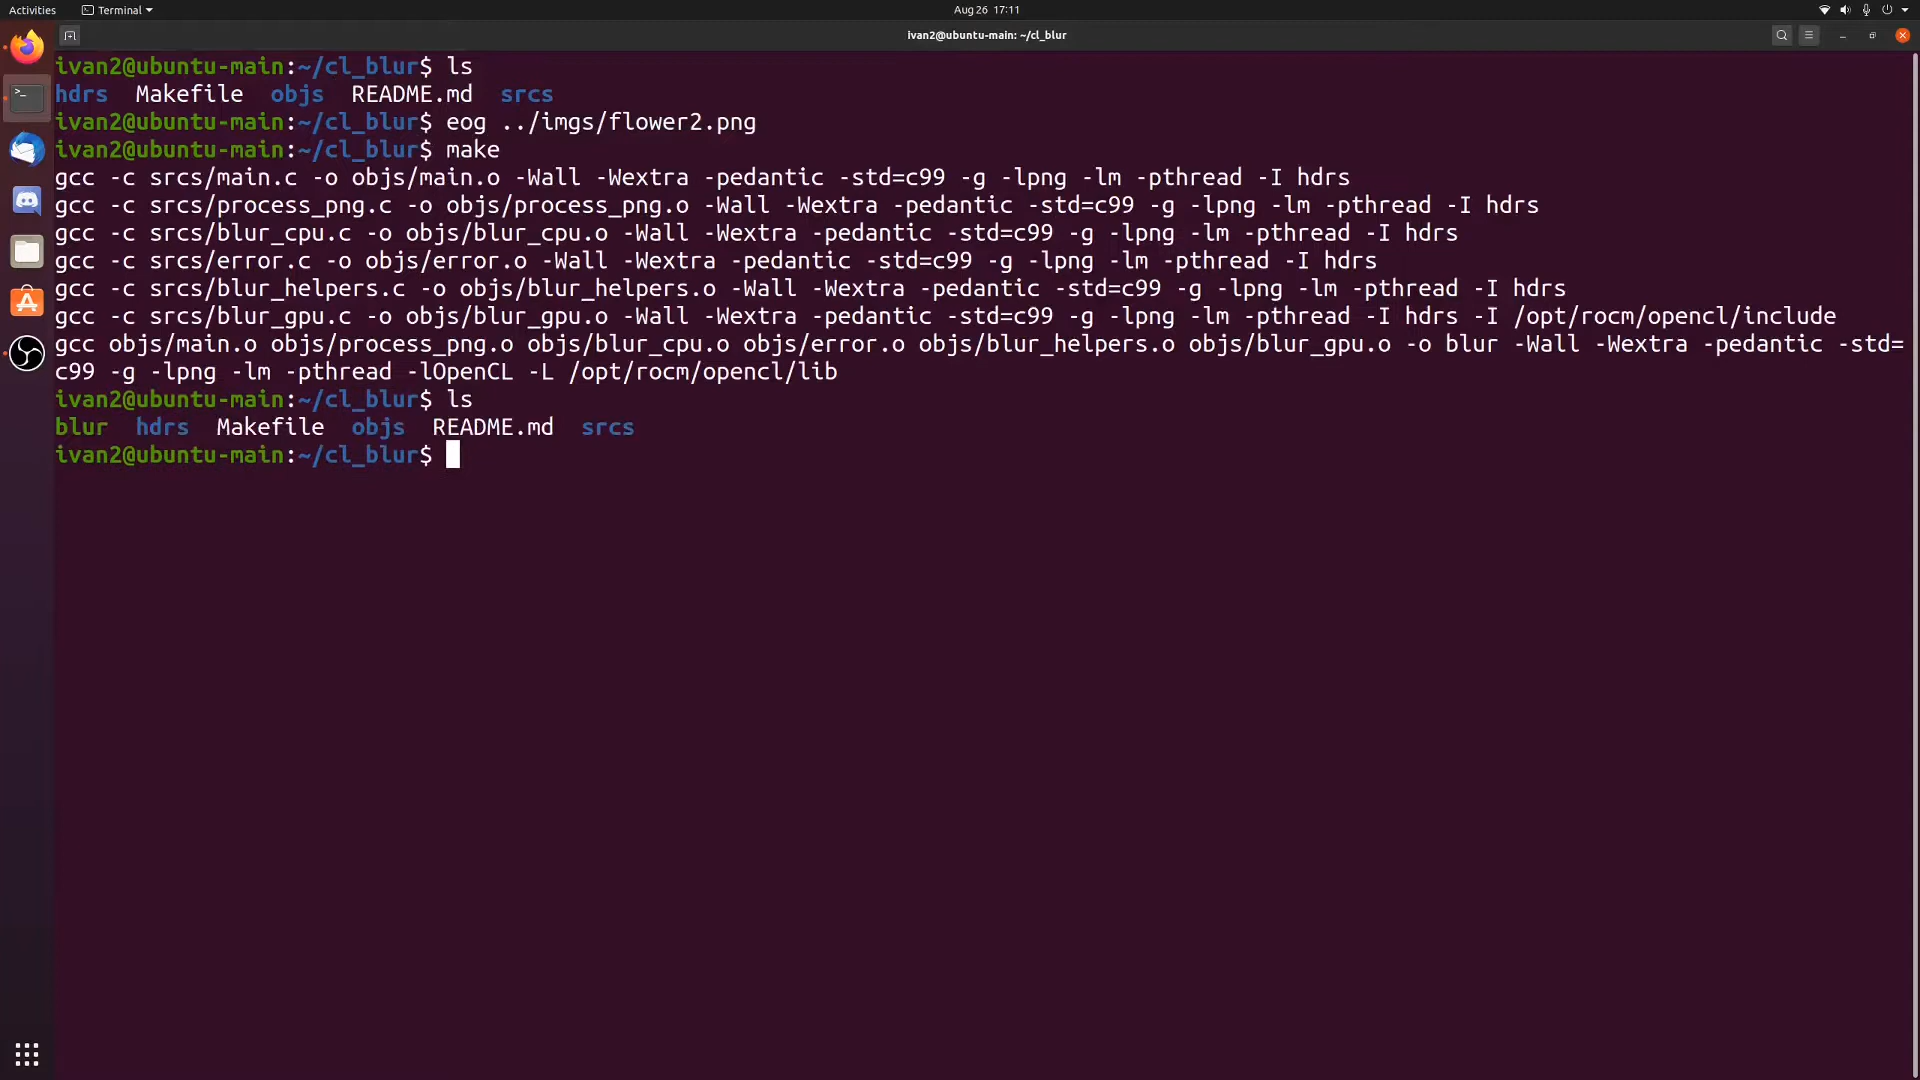 Activities Terminal Aug 26 17:11
ivan2@ubuntu-main: ~/cl_blur
ivan2@ubuntu-main:~/cl_blur$ ls
hdrs Makefile objs README.md srcs
ivan2@ubuntu-main:~/cl_blur$ eog ../imgs/flower2.png
ivan2@ubuntu-main:~/cl_blur$ make
gcc -c srcs/main.c -o objs/main.o -Wall -Wextra -pedantic -std=c99 -g -lpng -lm -pthread -I hdrs
gcc -c srcs/process_png.c -o objs/process_png.o -Wall -Wextra -pedantic -std=c99 -g -lpng -lm -pthread -I hdrs
gcc -c srcs/blur_cpu.c -o objs/blur_cpu.o -Wall -Wextra -pedantic -std=c99 -g -lpng -lm -pthread -I hdrs
gcc -c srcs/error.c -o objs/error.o -Wall -Wextra -pedantic -std=c99 -g -lpng -lm -pthread -I hdrs
gcc -c srcs/blur_helpers.c -o objs/blur_helpers.o -Wall -Wextra -pedantic -std=c99 -g -lpng -lm -pthread -I hdrs
gcc -c srcs/blur_gpu.c -o objs/blur_gpu.o -Wall -Wextra -pedantic -std=c99 -g -lpng -lm -pthread -I hdrs -I /opt/rocm/opencl/include
gcc objs/main.o objs/process_png.o objs/blur_cpu.o objs/error.o objs/blur_helpers.o objs/blur_gpu.o -o blur -Wall -Wextra -pedantic -std=
c99 -g -lpng -lm -pthread -lOpenCL -L /opt/rocm/opencl/lib
ivan2@ubuntu-main:~/cl_blur$ ls
blur hdrs Makefile objs README.md srcs
ivan2@ubuntu-main:~/cl_blur$